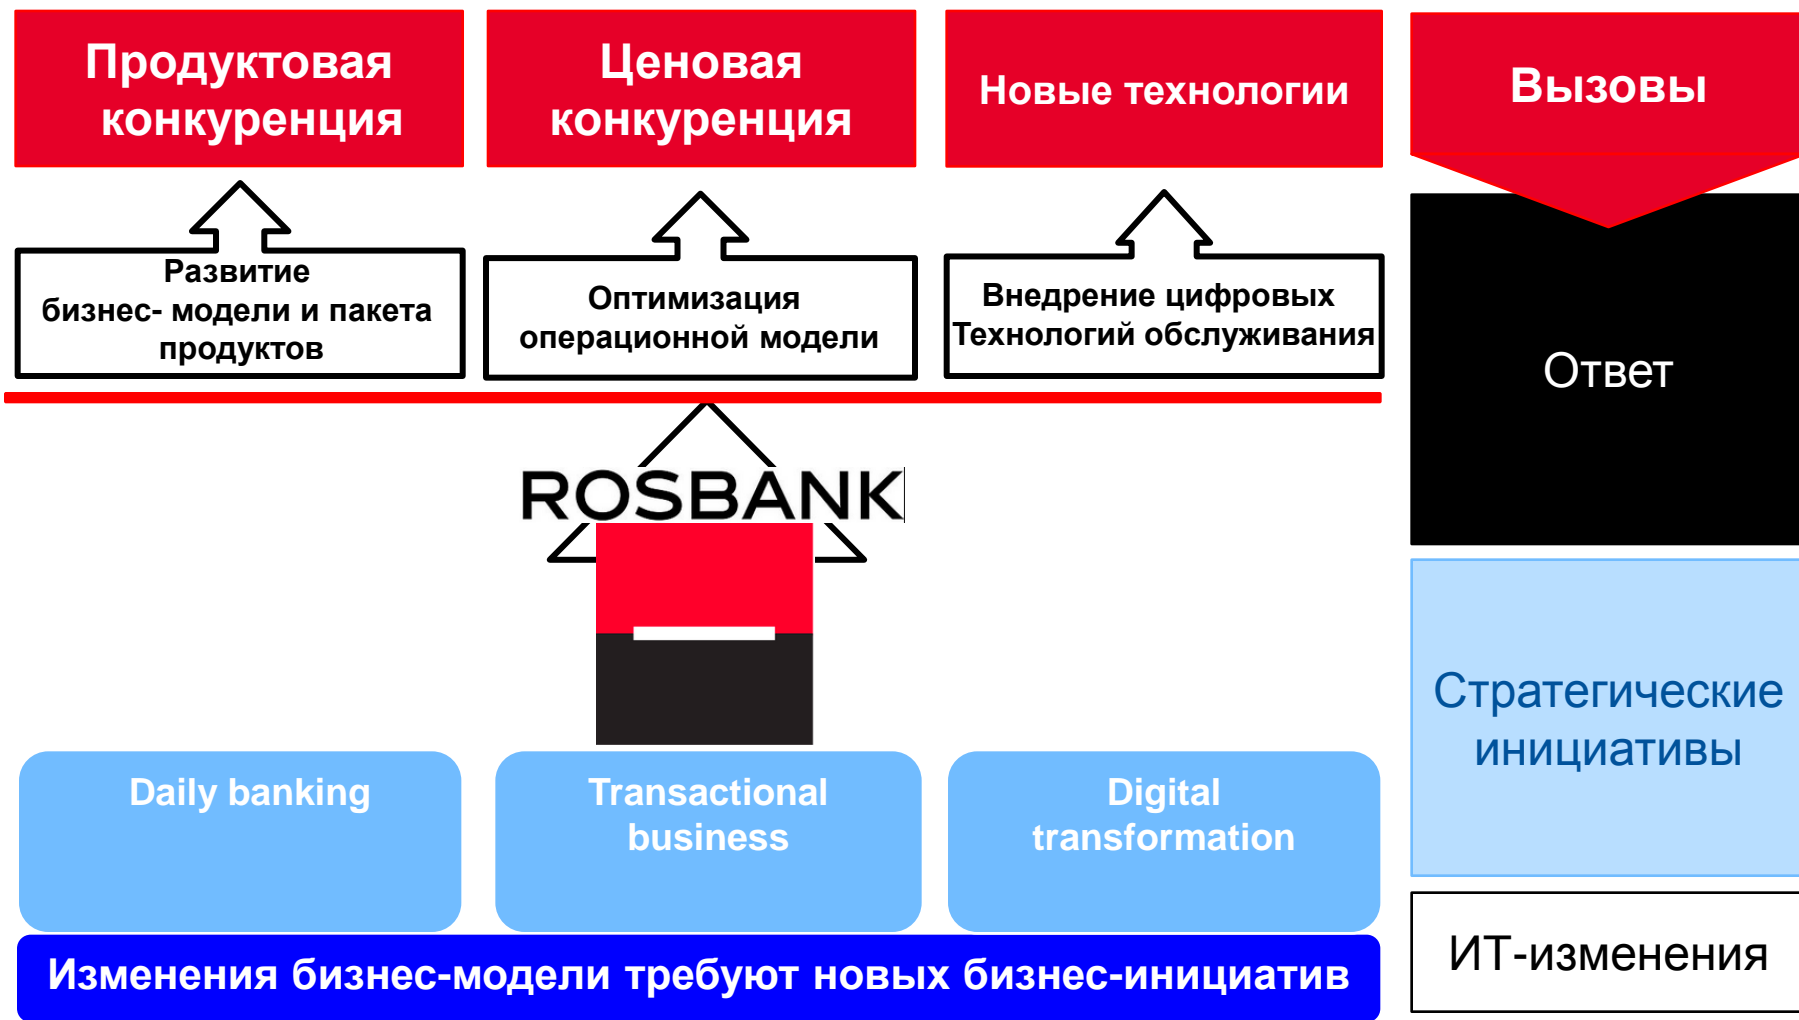 Продуктовая
конкуренция
Ценовая
конкуренция
Новые технологии
Вызовы
Развитие
бизнес- модели и пакета
продуктов
Оптимизация
операционной модели
Внедрение цифровых
Технологий обслуживания
Ответ
ROSBANK
Стратегические
инициативы
Daily banking
Transactional
business
Digital
transformation
Изменения бизнес-модели требуют новых бизнес-инициатив
ИТ-изменения